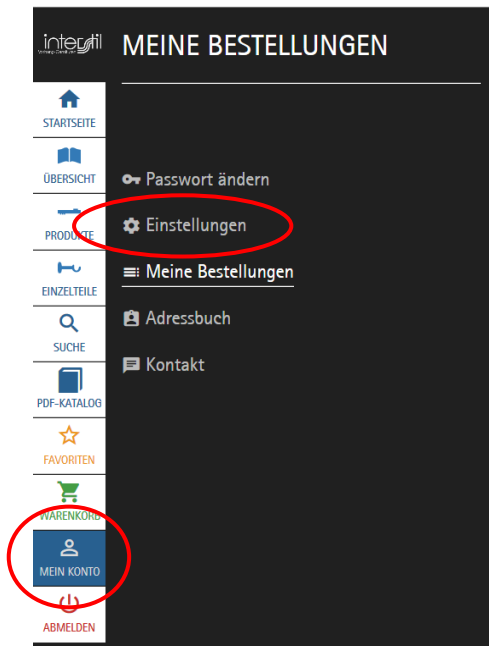 interstil
MEINE BESTELLUNGEN
STARTSEITE
ÜBERSICHT
PRODUKTE
EINZELTEILE
SUCHE
PDF-KATALOG
FAVORITEN
WARENKORB
MEIN KONTO
ABMELDEN
Passwort ändern
Einstellungen
Meine Bestellungen
Adressbuch
Kontakt